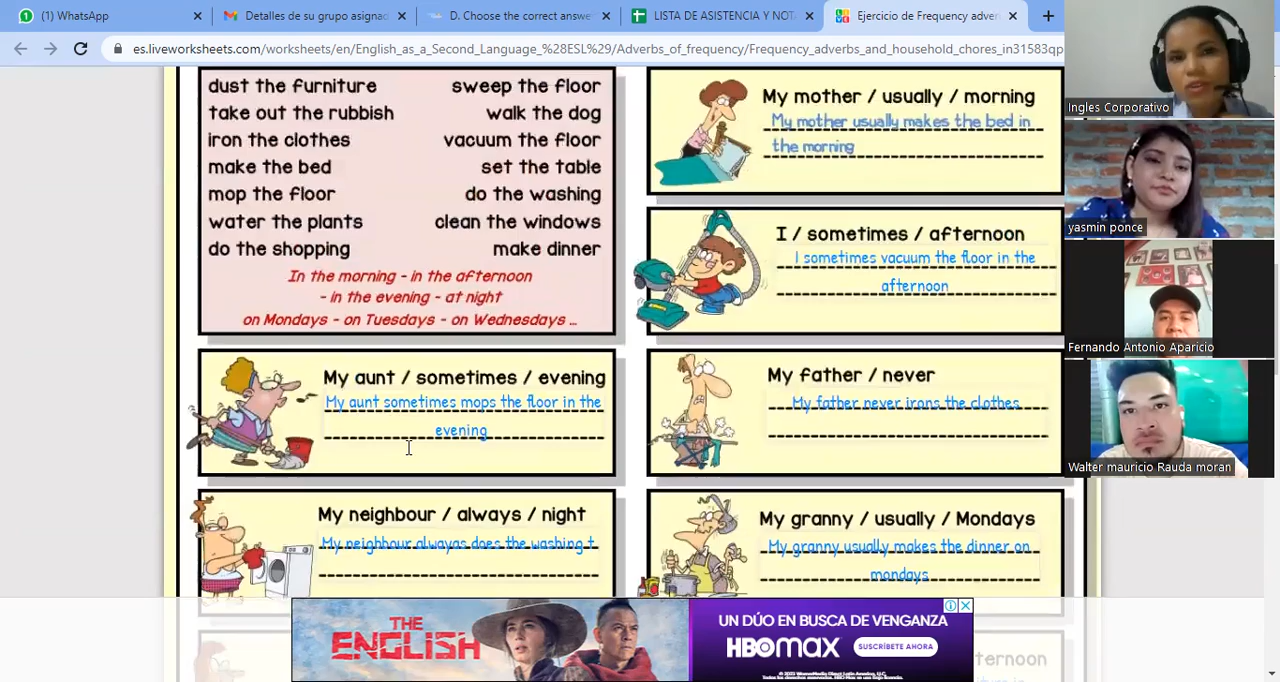 (1) WhatsApp
Detalles de su grupo asignad
D. Choose the correct answe
LISTA DE ASISTENCIA Y NOT
Ejercicio de Frequency adver
es.liveworksheets.com/worksheets/en/English_as_a_Second_Language_%28ESL%29/Adverbs_of_frequency/Frequency_adverbs_and_household_chores_in31583qp
dust the furniture
sweep the floor
take out the rubbish
walk the dog
iron the clothes
vacuum the floor
make the bed
set the table
mop the floor
do the washing
water the plants
clean the windows
do the shopping
make dinner
In the morning - in the afternoon
- in the evening - at night
on Mondays - on Tuesdays - on Wednesdays ...
My mother / usually / morning
My mother usually makes the bed in
the morning
I / sometimes / afternoon
I sometimes vacuum the floor in the
afternoon
My aunt / sometimes / evening
My aunt sometimes mops the floor in the
evening
My father / never
My father never irons the clothes
My neighbour / always / night
My neighbour alwayas does the washing t
My granny / usually / Mondays
My granny usually makes the dinner on
mondays
ternoon
THE
ENGLISH
UN DÚO EN BUSCA DE VENGANZA
HBOMAX
SUSCRÍBETE AHORA
Ingles Corporativo
yasmin ponce
Fernando Antonio Aparicio
Walter mauricio Rauda moran